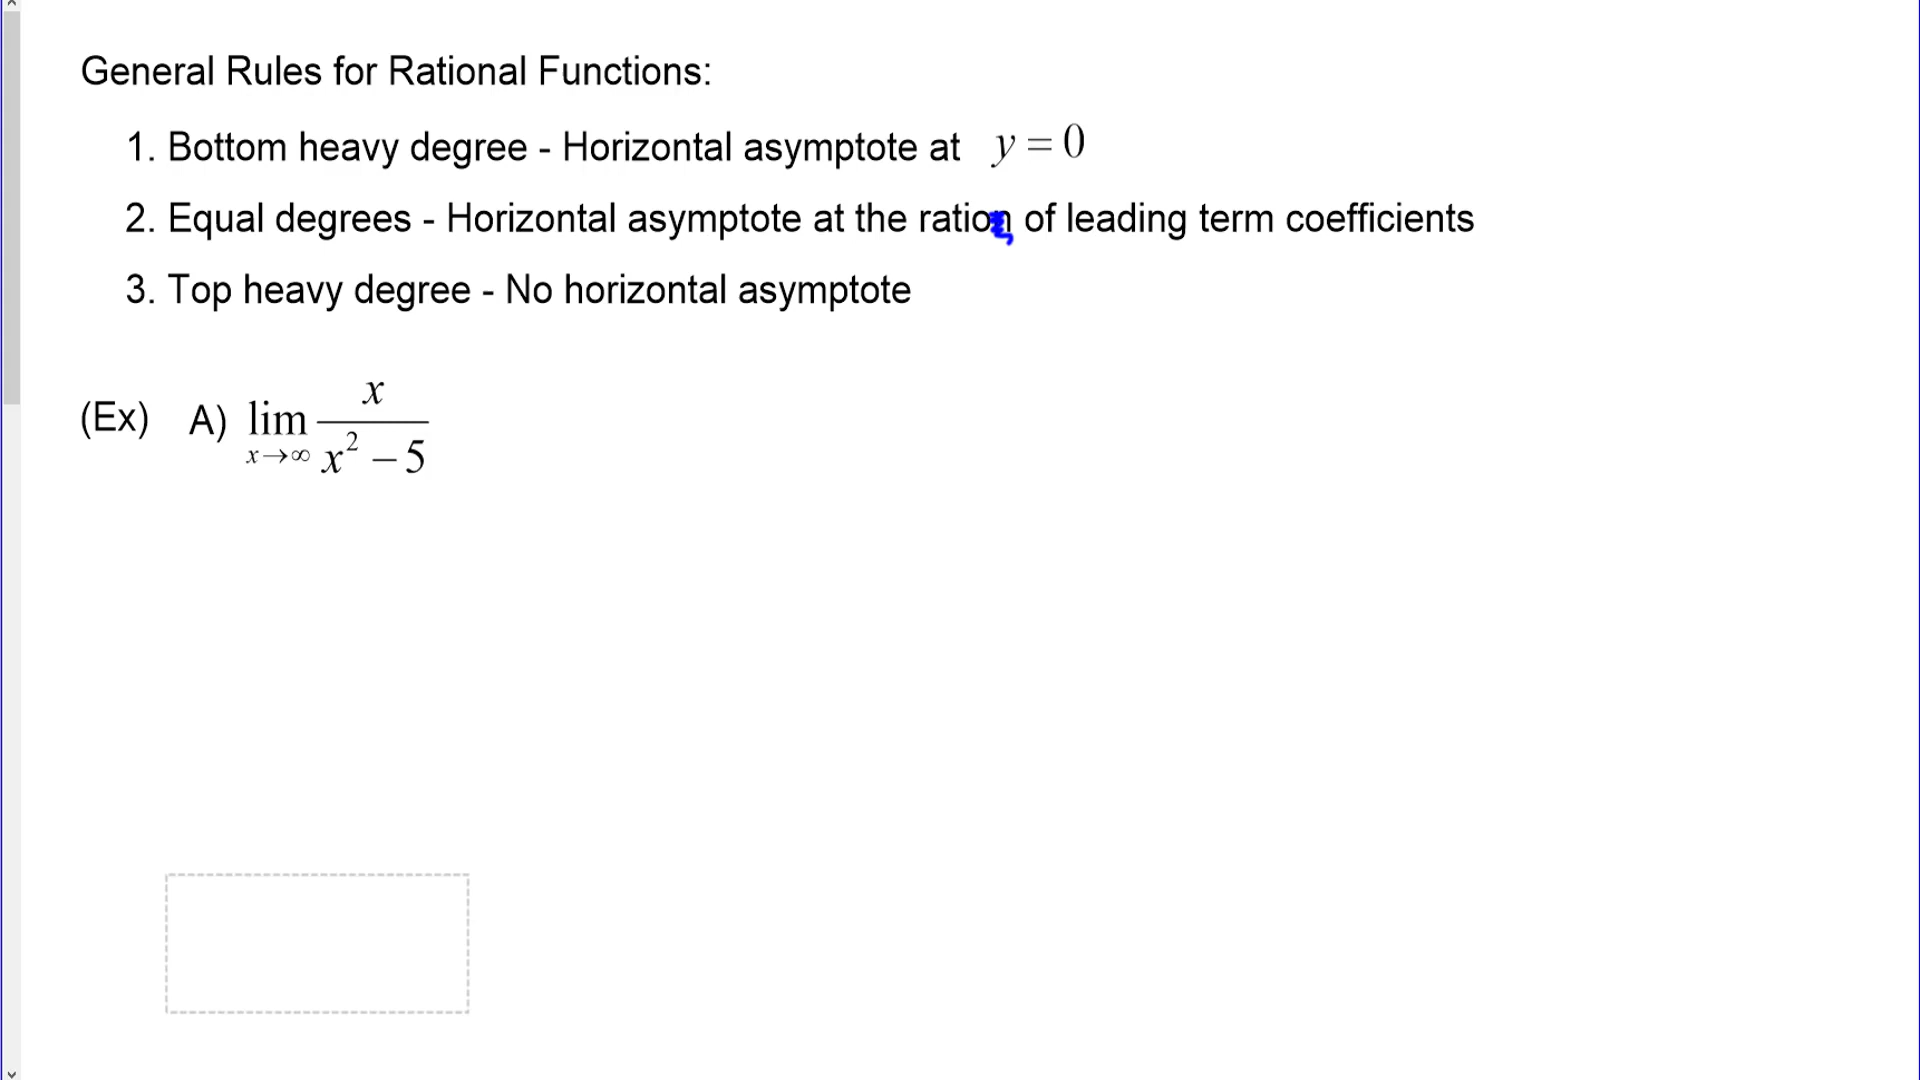 General Rules for Rational Functions:
1. Bottom heavy degree - Horizontal asymptote at y = 0
2. Equal degrees - Horizontal asymptote at the ration of leading term coefficients
3. Top heavy degree - No horizontal asymptote
(Ex) A) lim x→∞ x / (x² − 5)